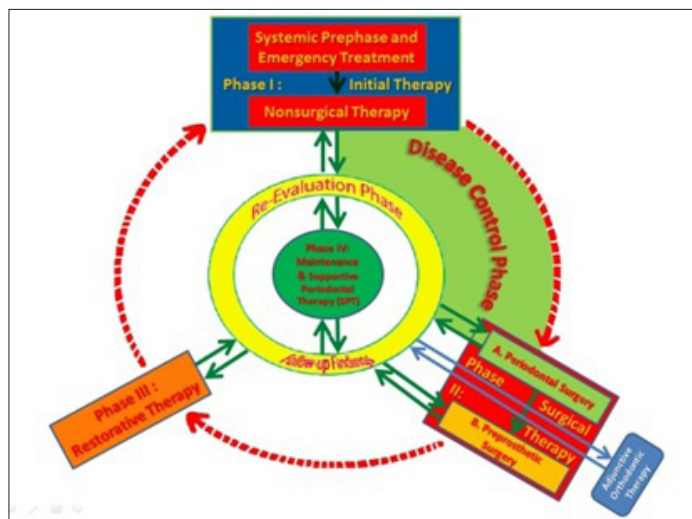 Systemic Prephase and
Emergency Treatment
Phase I : Initial Therapy
Nonsurgical Therapy
Disease Control Phase
Re-Evaluation Phase
Phase IV:
Maintenance
& Supportive
Periodontal
Therapy (SPT)
Follow-up
A. Periodontal Surgery
Phase Surgical
II: Therapy
B. Preprosthetic
Surgery
Adjunctive
Orthodontic
Therapy
Phase III :
Restorative Therapy